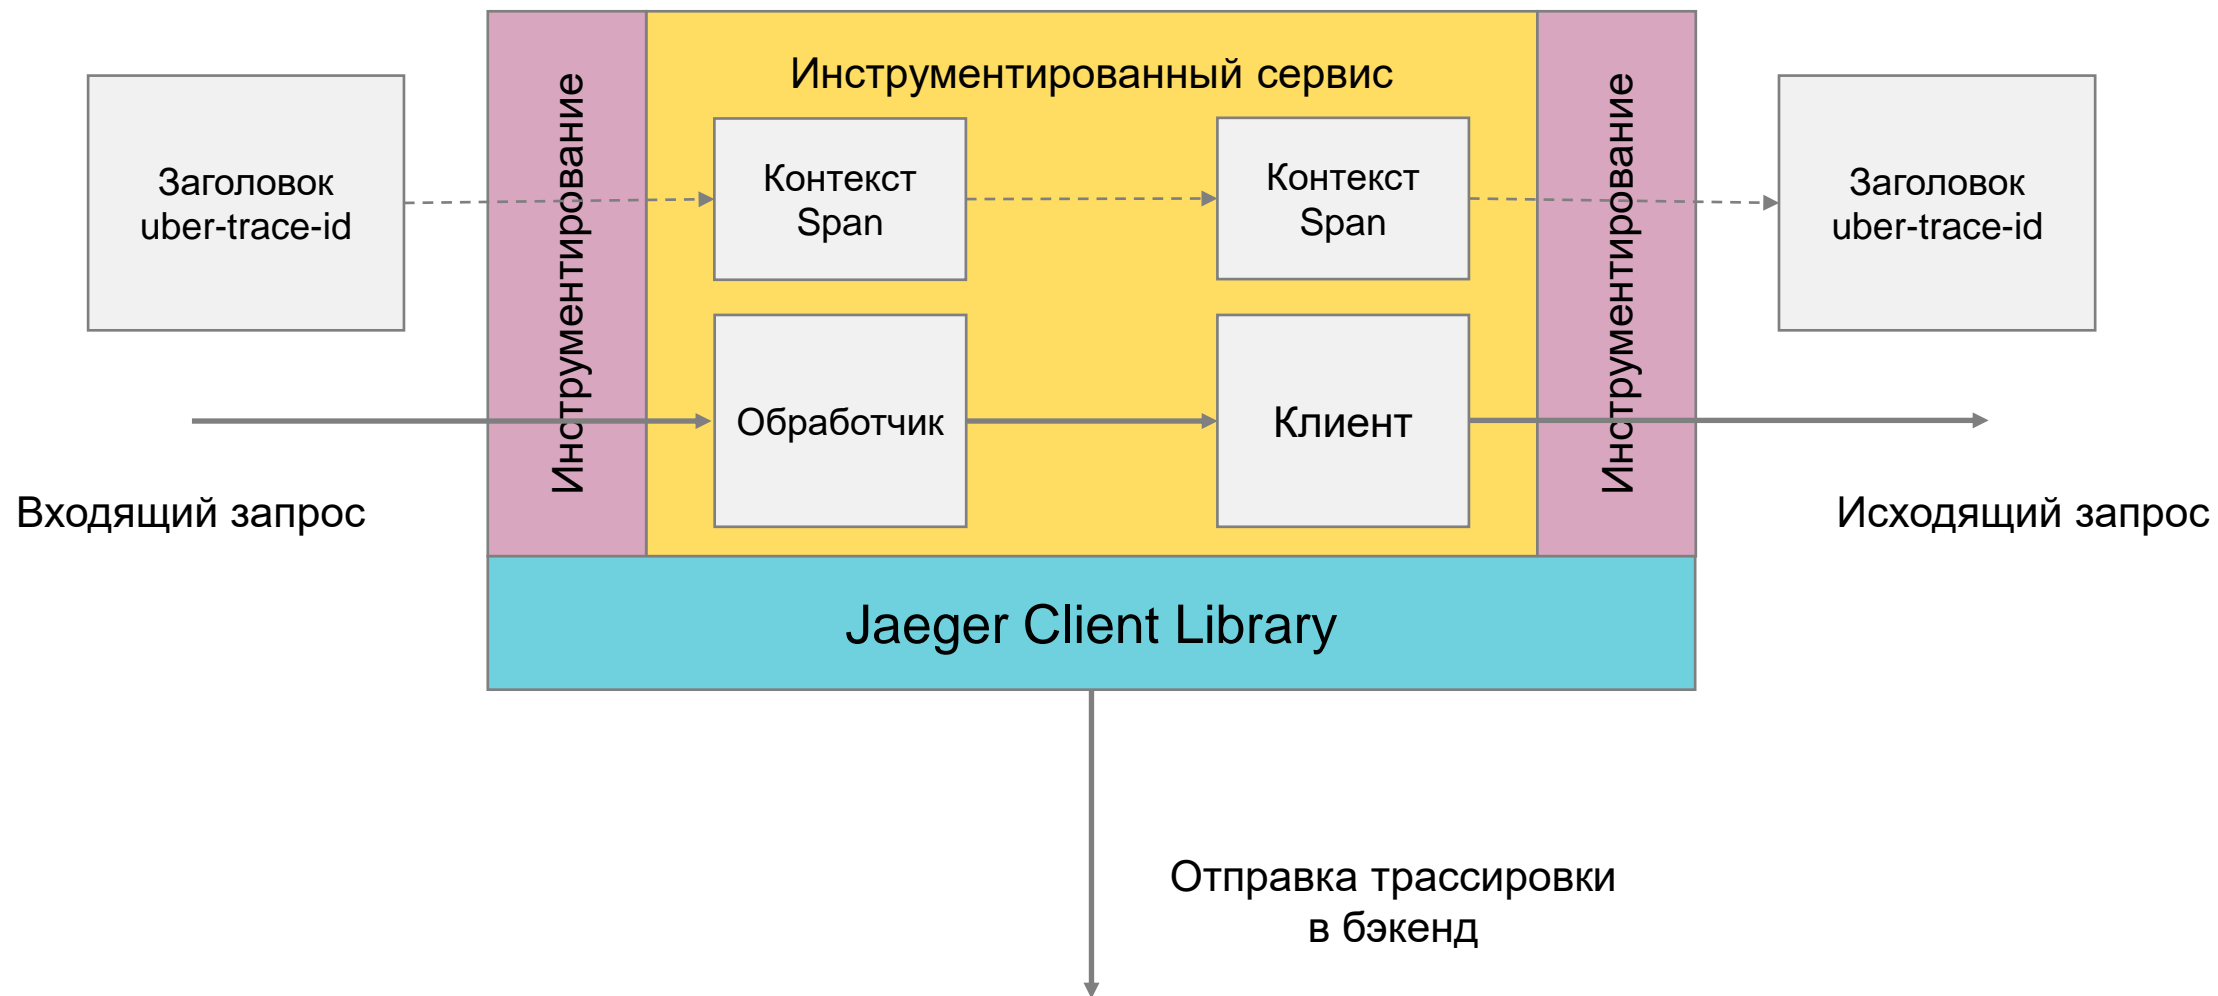 Инструментированный сервис
Заголовок
uber-trace-id
Инструментирование
Контекст
Span
Контекст
Span
Инструментирование
Заголовок
uber-trace-id
Обработчик
Клиент
Входящий запрос
Исходящий запрос
Jaeger Client Library
Отправка трассировки
в бэкенд